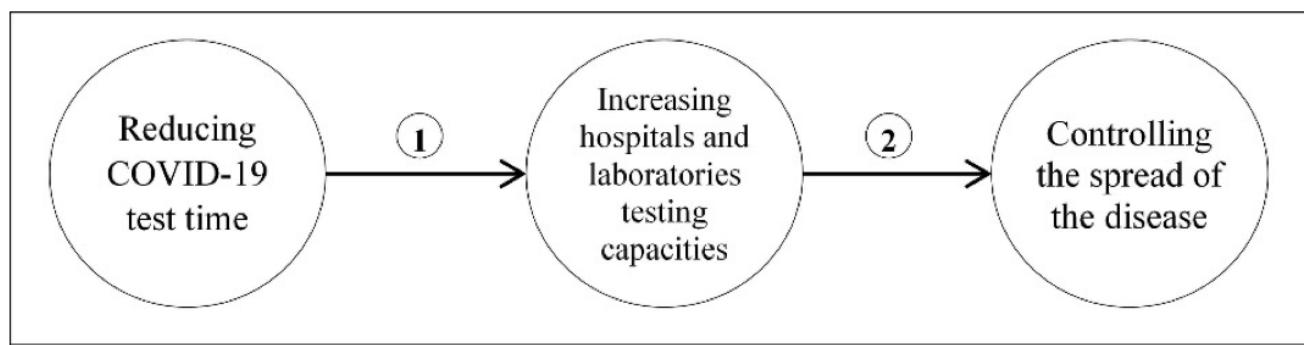 Reducing
COVID-19
test time
1
Increasing
hospitals and
laboratories
testing
capacities
2
Controlling
the spread of
the disease